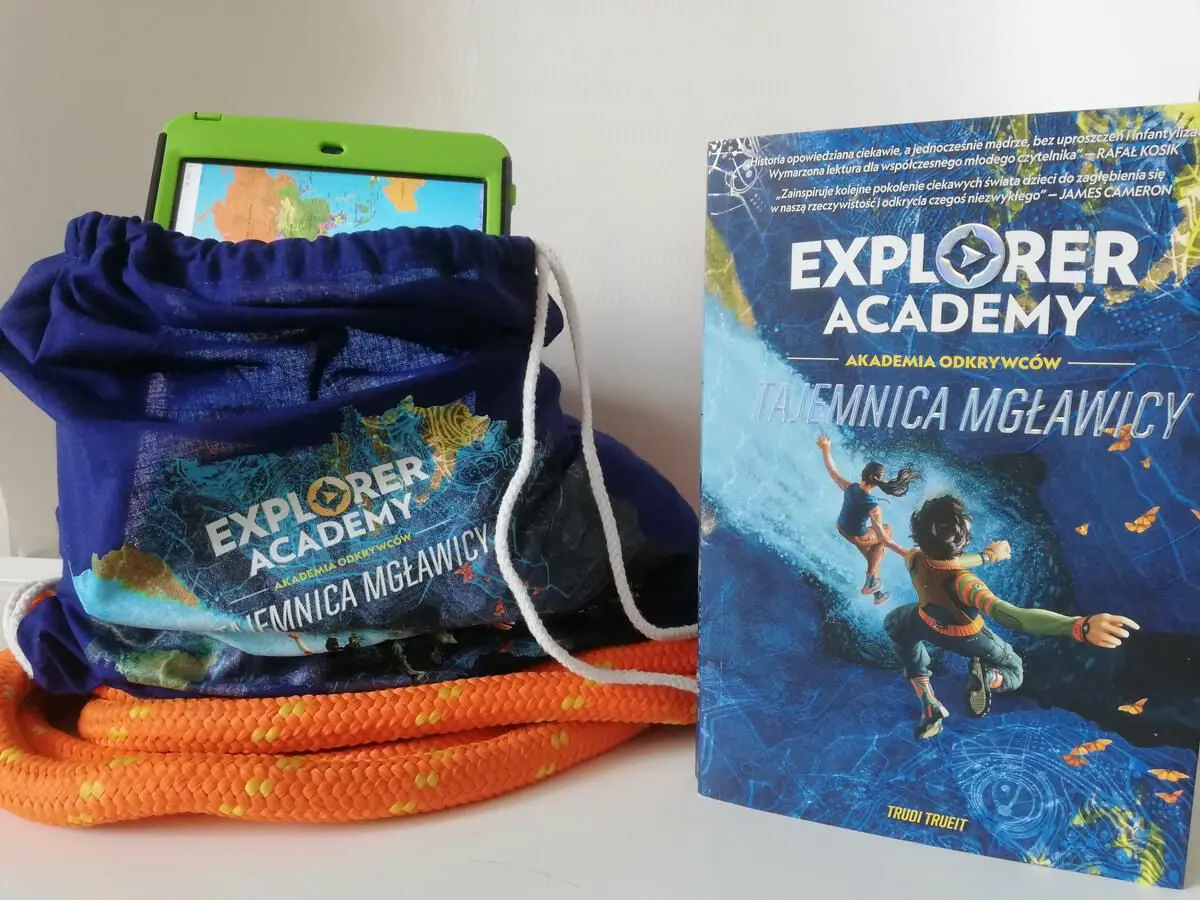 EXPLORER
ACADEMY
AKADEMIA ODKRYWCÓW
TAJEMNICA MGŁAWICY
„Historia opowiedziana ciekawie, a jednocześnie mądrze, bez uproszczeń i infantyliza
Wymarzona lektura dla współczesnego młodego czytelnika” — RAFAŁ KOSIK
„Zainspiruje kolejne pokolenie ciekawych świata dzieci do zagłębienia się
w naszą rzeczywistość i odkrycia czegoś niezwykłego” — JAMES CAMERON
EXPLORER
ACADEMY
AKADEMIA ODKRYWCÓW
TAJEMNICA MGŁAWICY
TRUDI TRUEIT